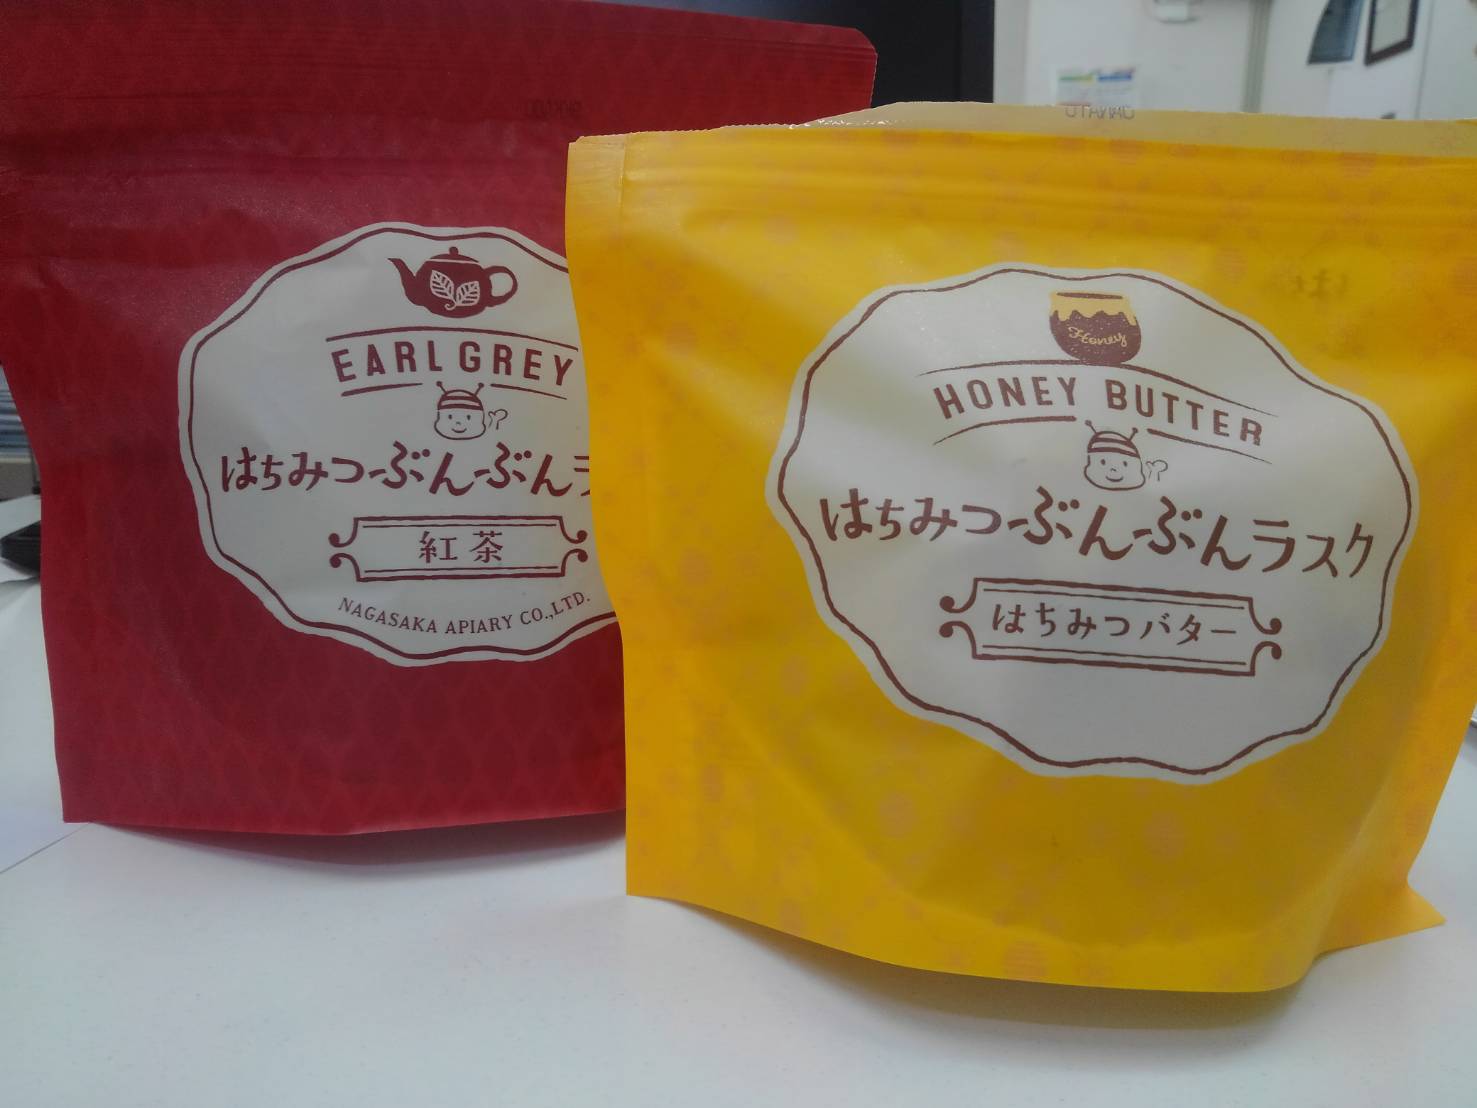 EARL GREY
はちみつぶんぶんラ
紅茶
NAGASAKA APIARY CO.,LTD.
Honey
HONEY BUTTER
はちみつぶんぶんラスク
はちみつバター